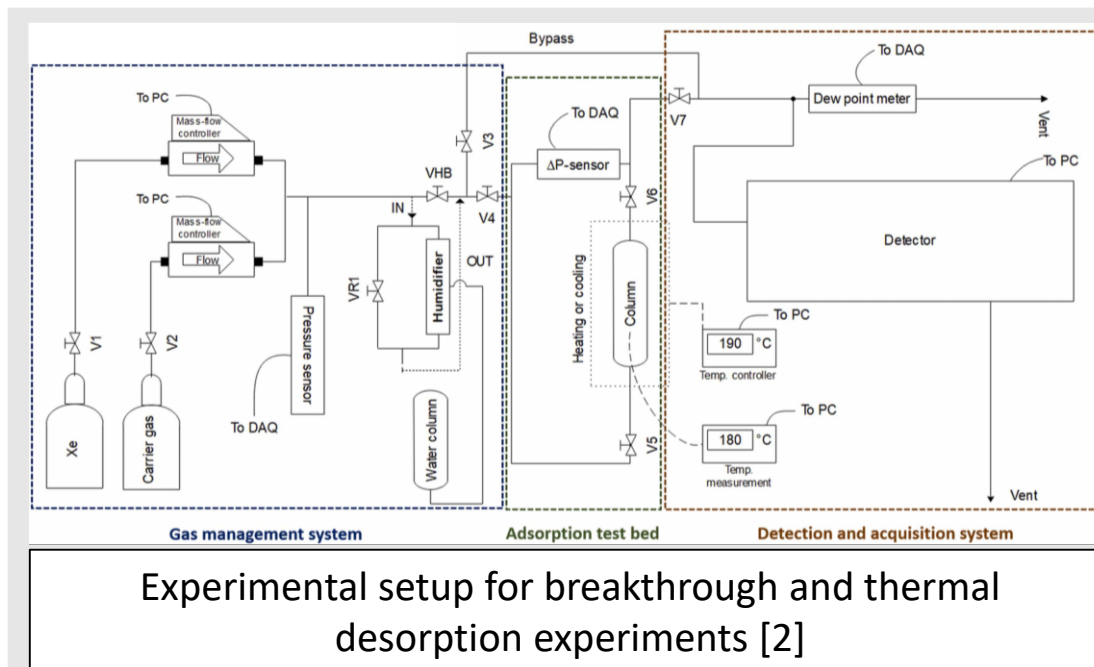 Bypass
To DAQ
Dew point meter
Vent
V7
To PC
Mass-flow
controller
Flow
V3
To DAQ
ΔP-sensor
VHB
V4
V6
To PC
Detector
To PC
Mass-flow
controller
Flow
IN
OUT
VR1
Humidifier
Heating or cooling
Column
To PC
190 °C
Temp. controller
V1
V2
Pressure sensor
To DAQ
Xe
Carrier gas
Water column
V5
To PC
180 °C
Temp.
measurement
Vent
Gas management system
Adsorption test bed
Detection and acquisition system
Experimental setup for breakthrough and thermal
desorption experiments [2]